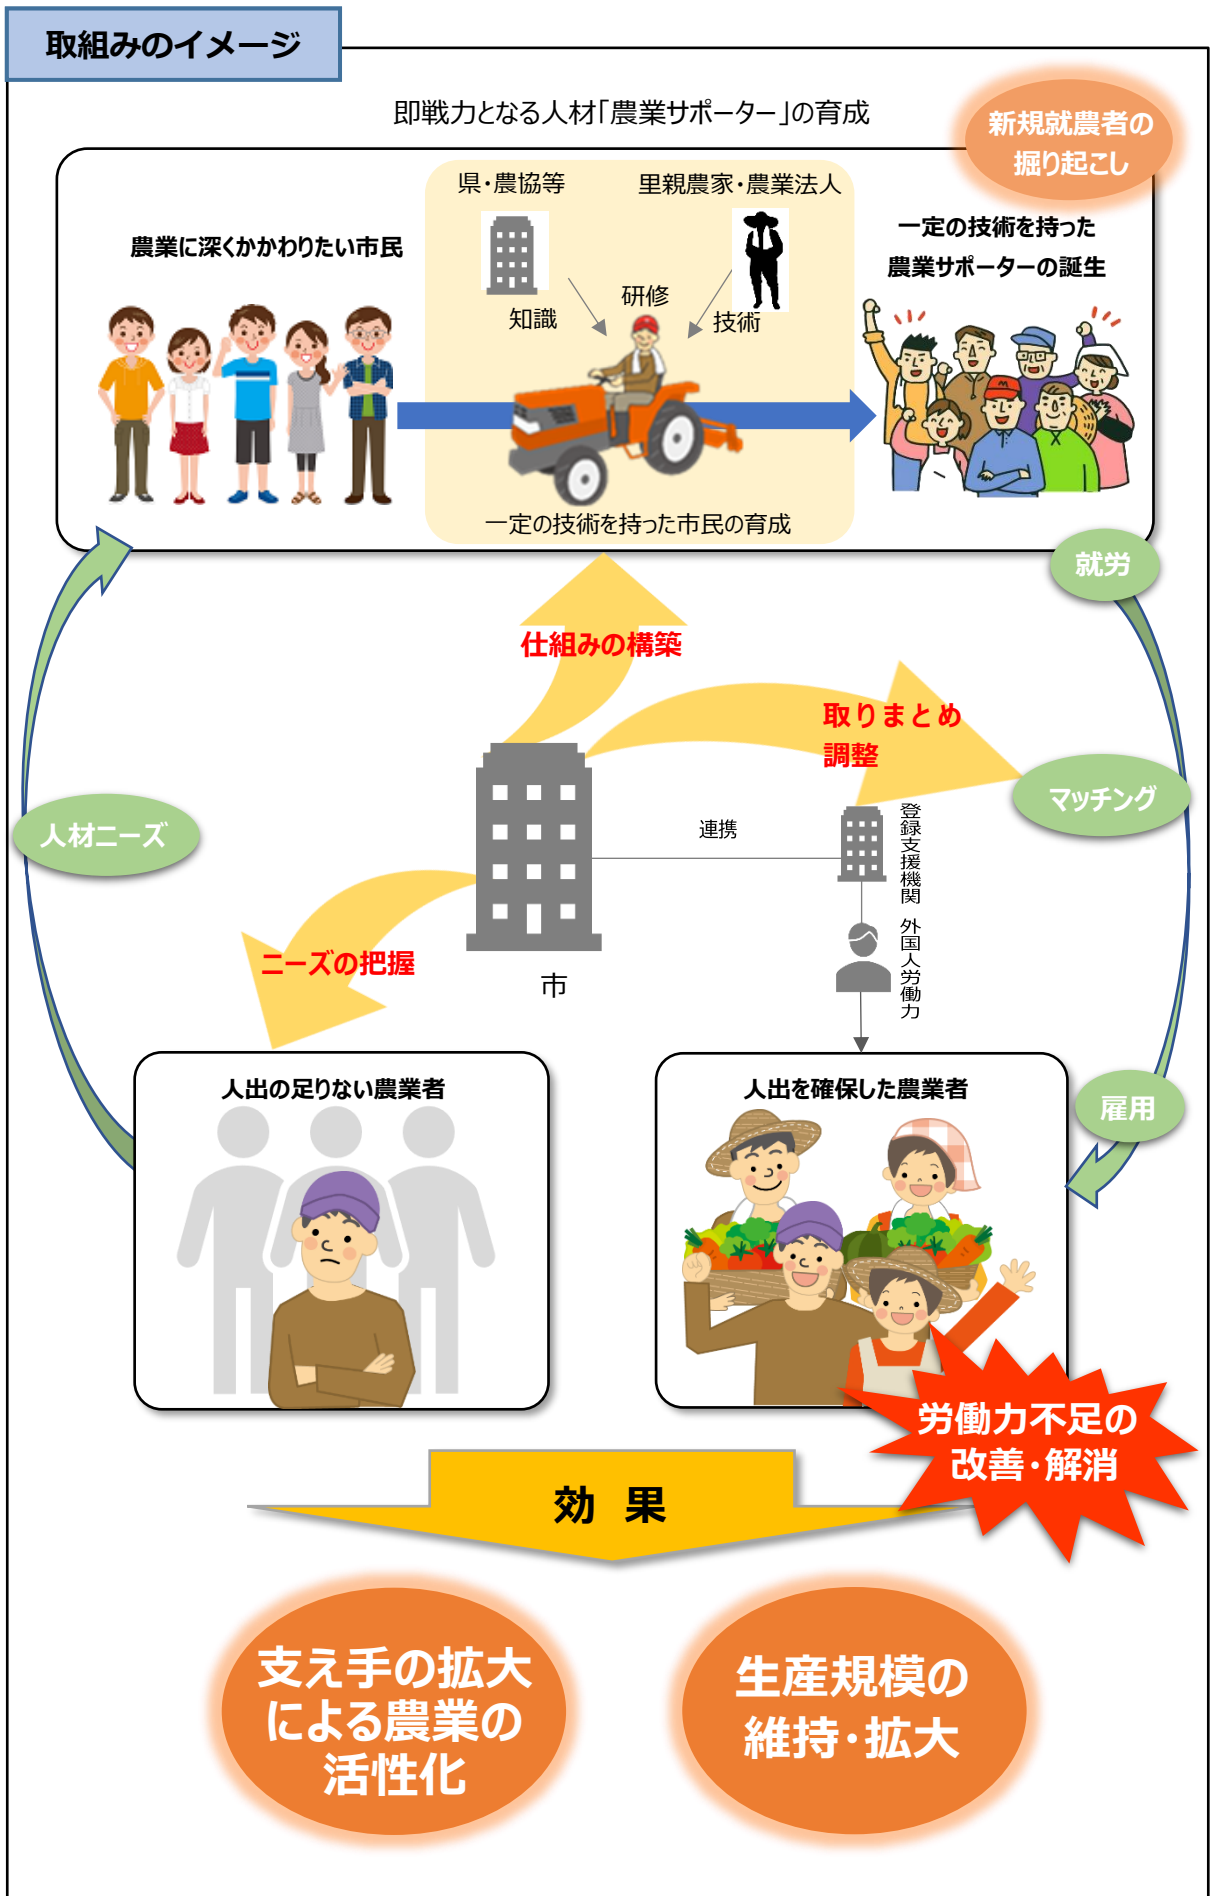 取組みのイメージ
即戦力となる人材「農業サポーター」の育成
新規就農者の
掘り起こし
県・農協等
里親農家・農業法人
農業に深くかかわりたい市民
一定の技術を持った
農業サポーターの誕生
研修
知識
技術
一定の技術を持った市民の育成
就労
仕組みの構築
取りまとめ
調整
マッチング
人材ニーズ
連携
登録支援機関
外国人労働力
ニーズの把握
市
人出の足りない農業者
人出を確保した農業者
雇用
労働力不足の
改善・解消
効 果
支え手の拡大
による農業の
活性化
生産規模の
維持・拡大